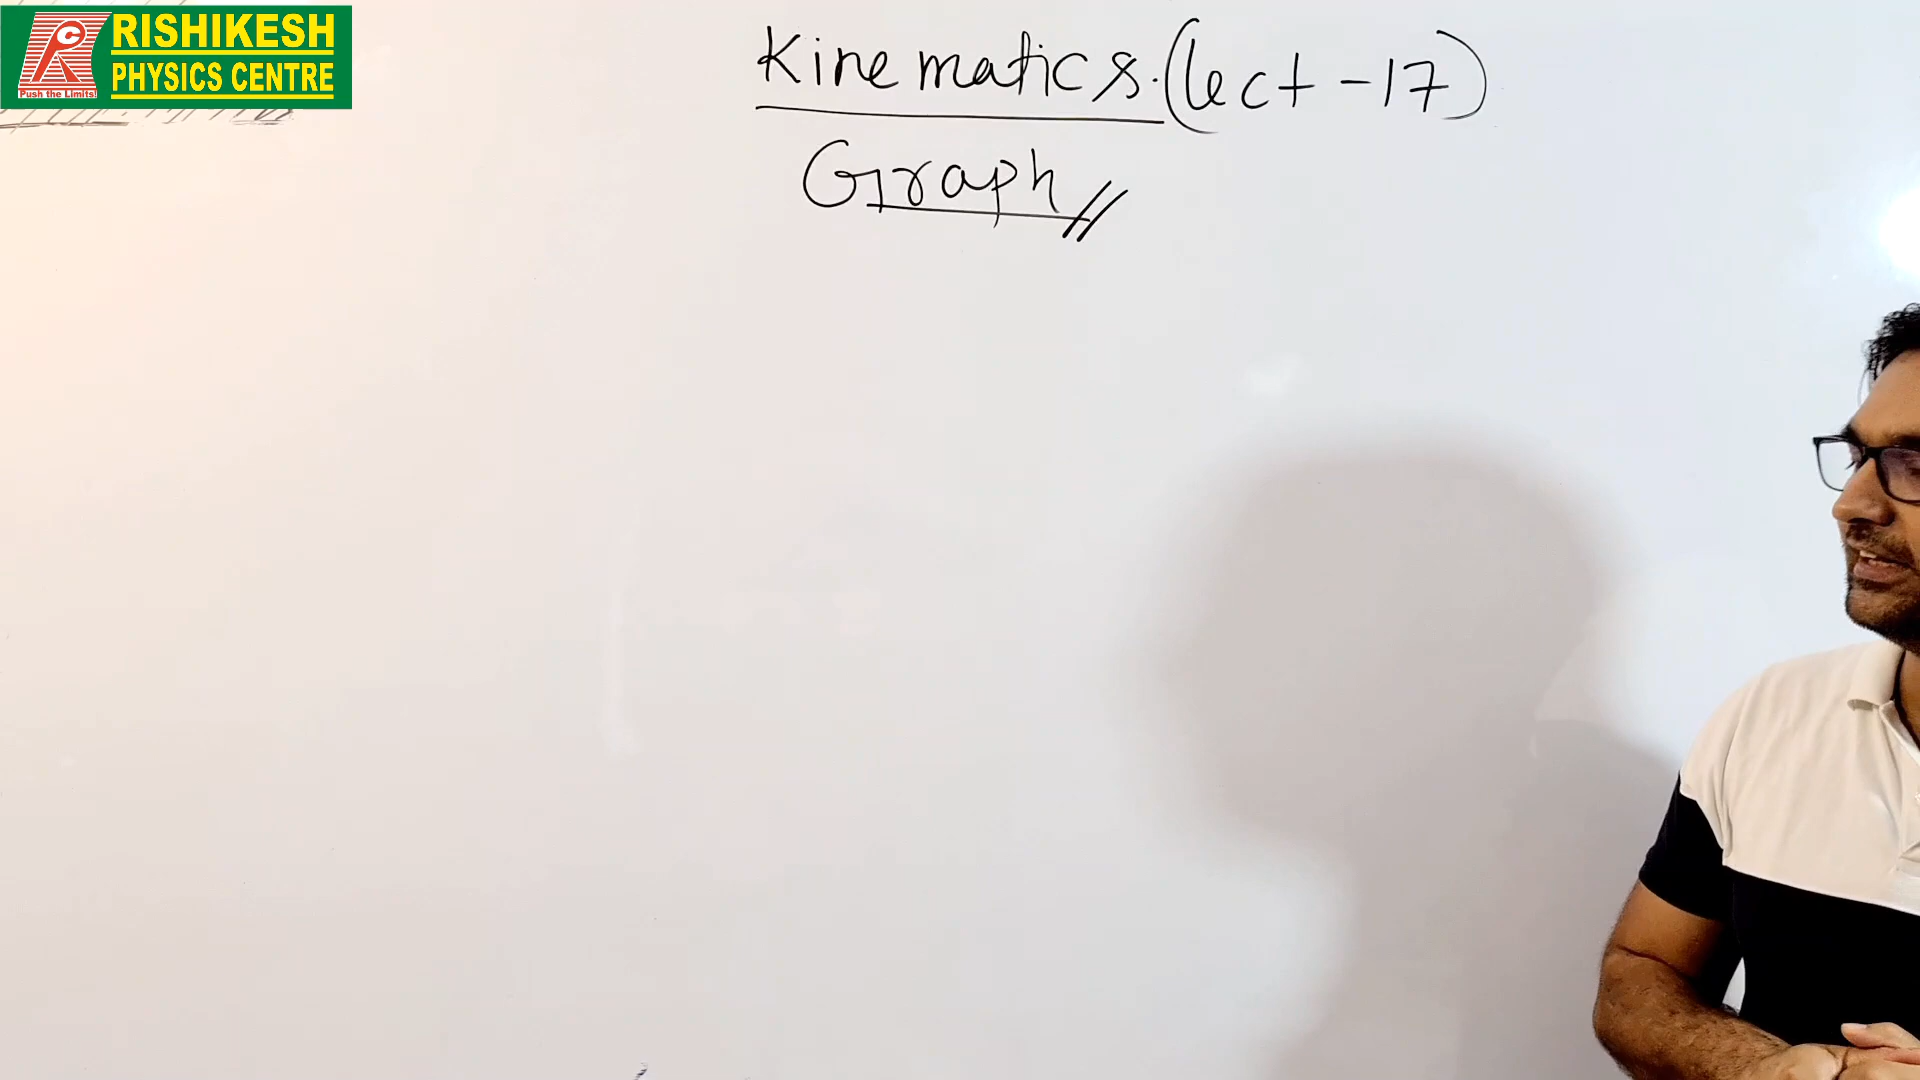 RISHIKESH
PHYSICS CENTRE
Push the Limits!
Kinematics. (lect-17)
Graph